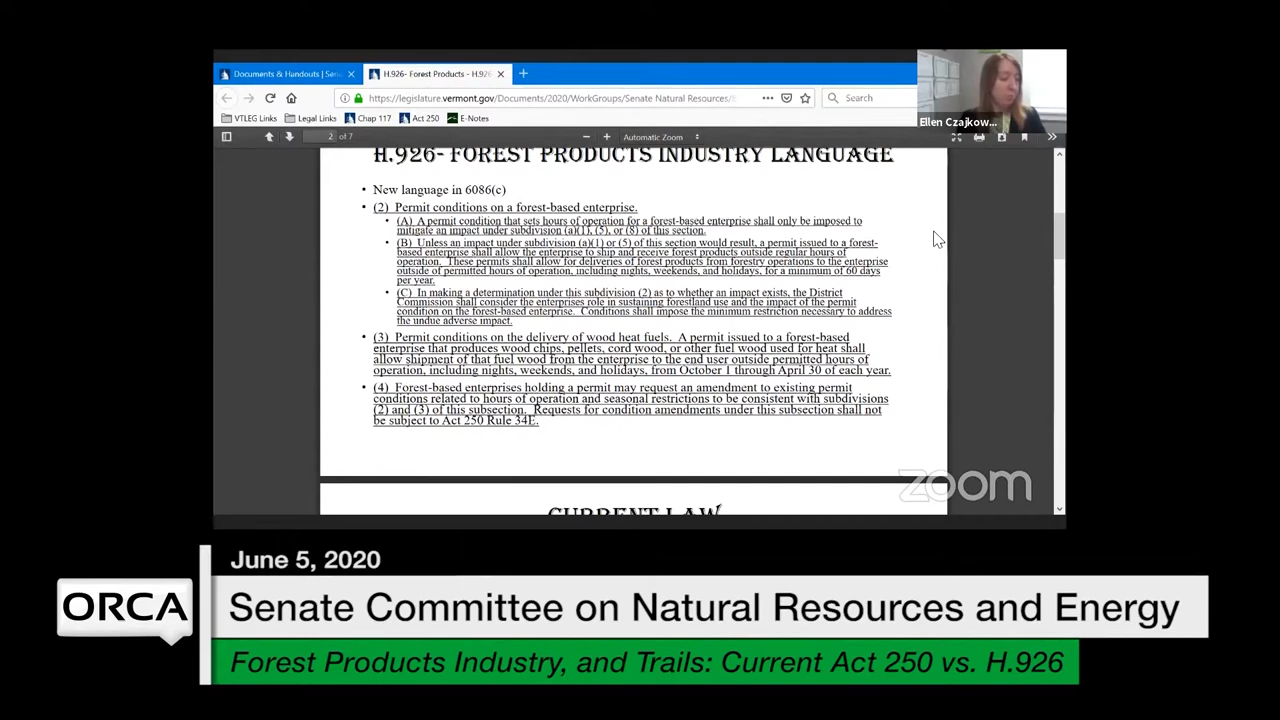 Documents & Handouts | Sen
H.926- Forest Products - H.926
https://legislature.vermont.gov/Documents/2020/WorkGroups/Senate Natural Resources/
Search
VTLEG Links
Legal Links
Chap 117
Act 250
E-Notes
Ellen Czajkow...
2 of 7
Automatic Zoom
H.926- FOREST PRODUCTS INDUSTRY LANGUAGE
• New language in 6086(c)
• (2) Permit conditions on a forest-based enterprise.
• (A) A permit condition that sets hours of operation for a forest-based enterprise shall only be imposed to
mitigate an impact under subdivision (a)(1), (5), or (8) of this section.
• (B) Unless an impact under subdivision (a)(1) or (5) of this section would result, a permit issued to a forest-
based enterprise shall allow the enterprise to ship and receive forest products outside regular hours of
operation. These permits shall allow for deliveries of forest products from forestry operations to the enterprise
outside of permitted hours of operation, including nights, weekends, and holidays, for a minimum of 60 days
per year.
• (C) In making a determination under this subdivision (2) as to whether an impact exists, the District
Commission shall consider the enterprises role in sustaining forestland use and the impact of the permit
condition on the forest-based enterprise. Conditions shall impose the minimum restriction necessary to address
the undue adverse impact.
• (3) Permit conditions on the delivery of wood heat fuels. A permit issued to a forest-based
enterprise that produces wood chips, pellets, cord wood, or other fuel wood used for heat shall
allow shipment of that fuel wood from the enterprise to the end user outside permitted hours of
operation, including nights, weekends, and holidays, from October 1 through April 30 of each year.
• (4) Forest-based enterprises holding a permit may request an amendment to existing permit
conditions related to hours of operation and seasonal restrictions to be consistent with subdivisions
(2) and (3) of this subsection. Requests for condition amendments under this subsection shall not
be subject to Act 250 Rule 34E.
zoom
CURRENT LAW
June 5, 2020
ORCA
Senate Committee on Natural Resources and Energy
Forest Products Industry, and Trails: Current Act 250 vs. H.926